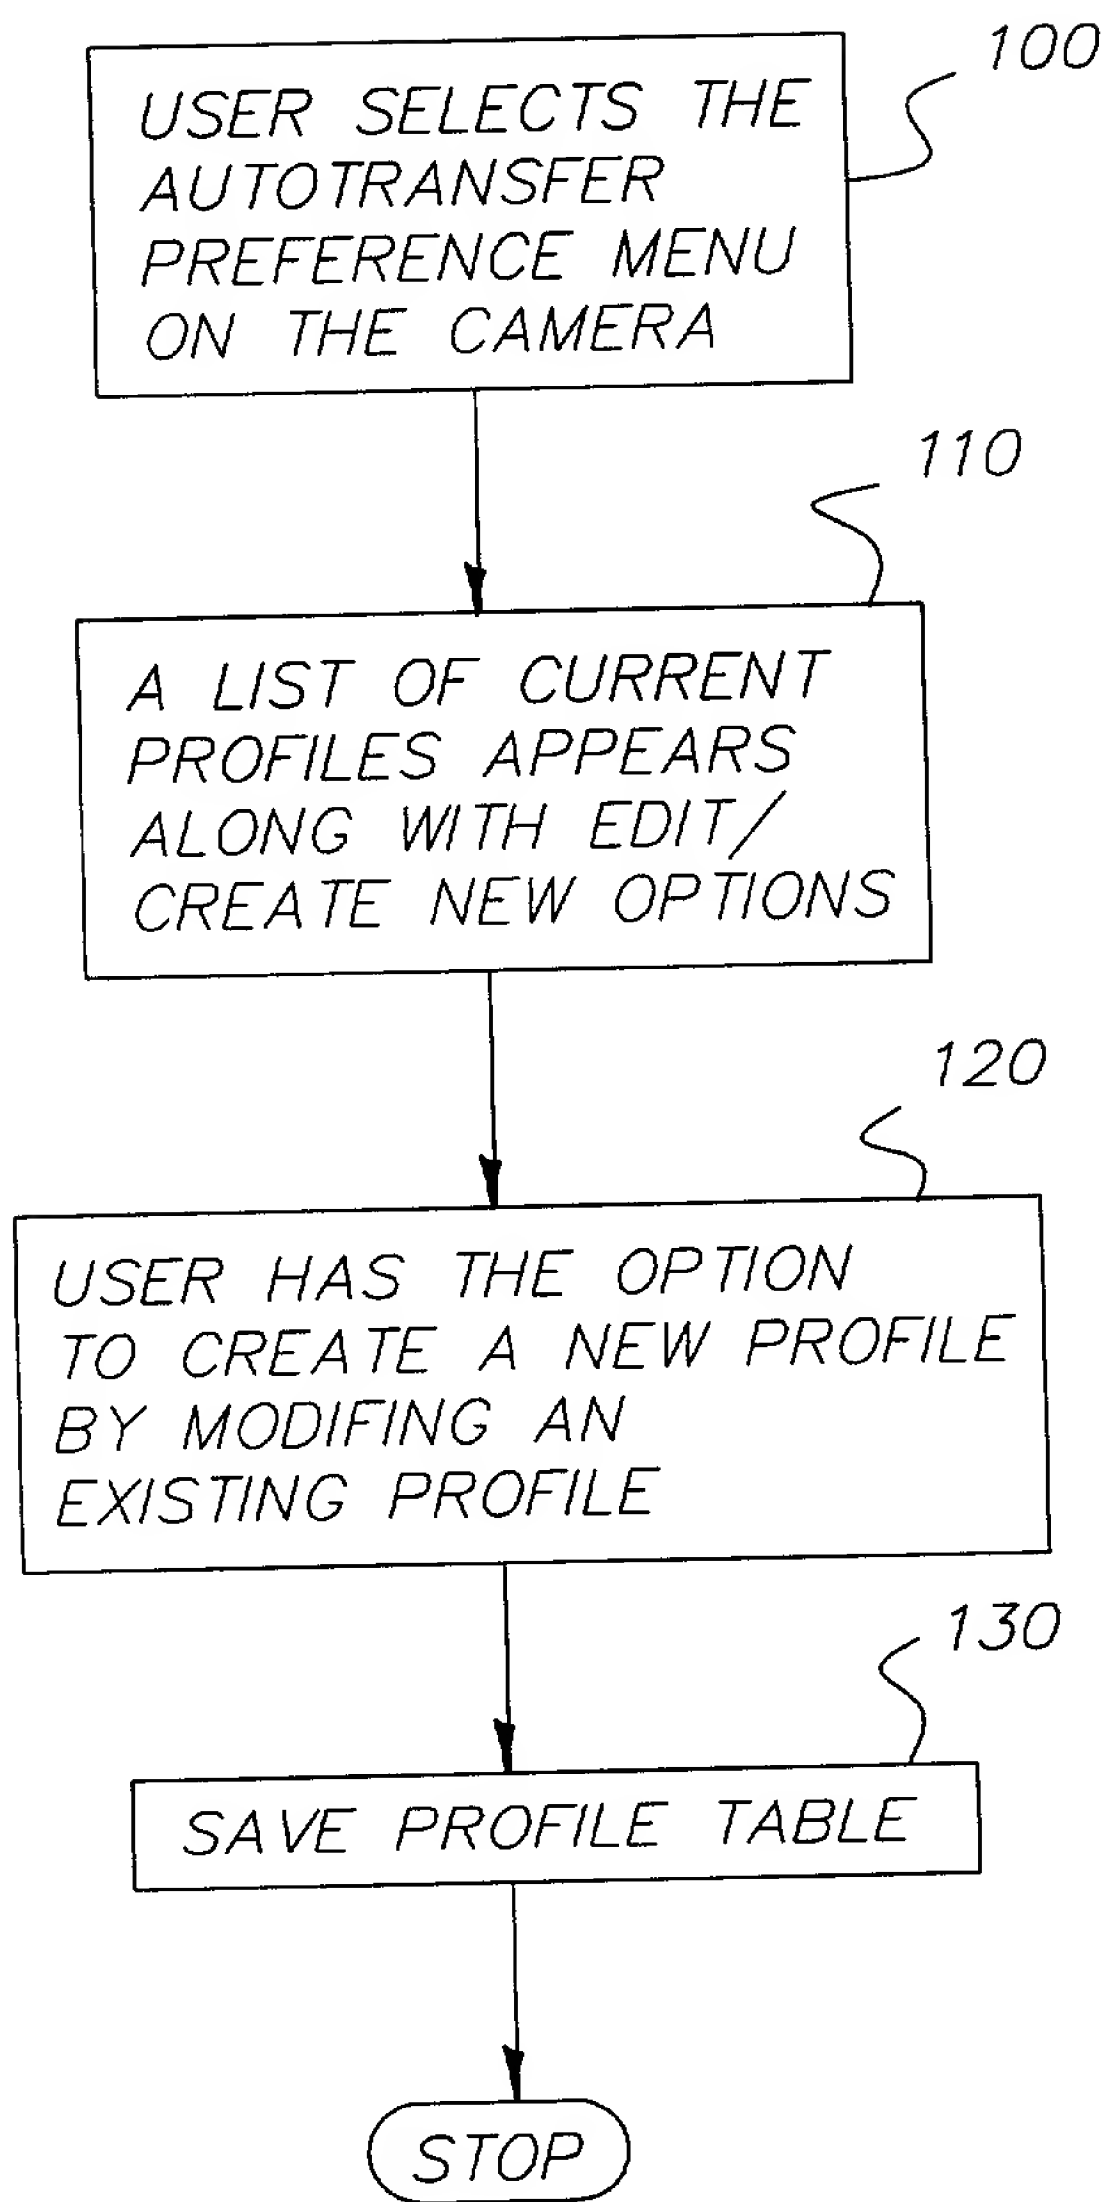 100
USER SELECTS THE
AUTOTRANSFER
PREFERENCE MENU
ON THE CAMERA
110
A LIST OF CURRENT
PROFILES APPEARS
ALONG WITH EDIT/
CREATE NEW OPTIONS
120
USER HAS THE OPTION
TO CREATE A NEW PROFILE
BY MODIFING AN
EXISTING PROFILE
130
SAVE PROFILE TABLE
STOP